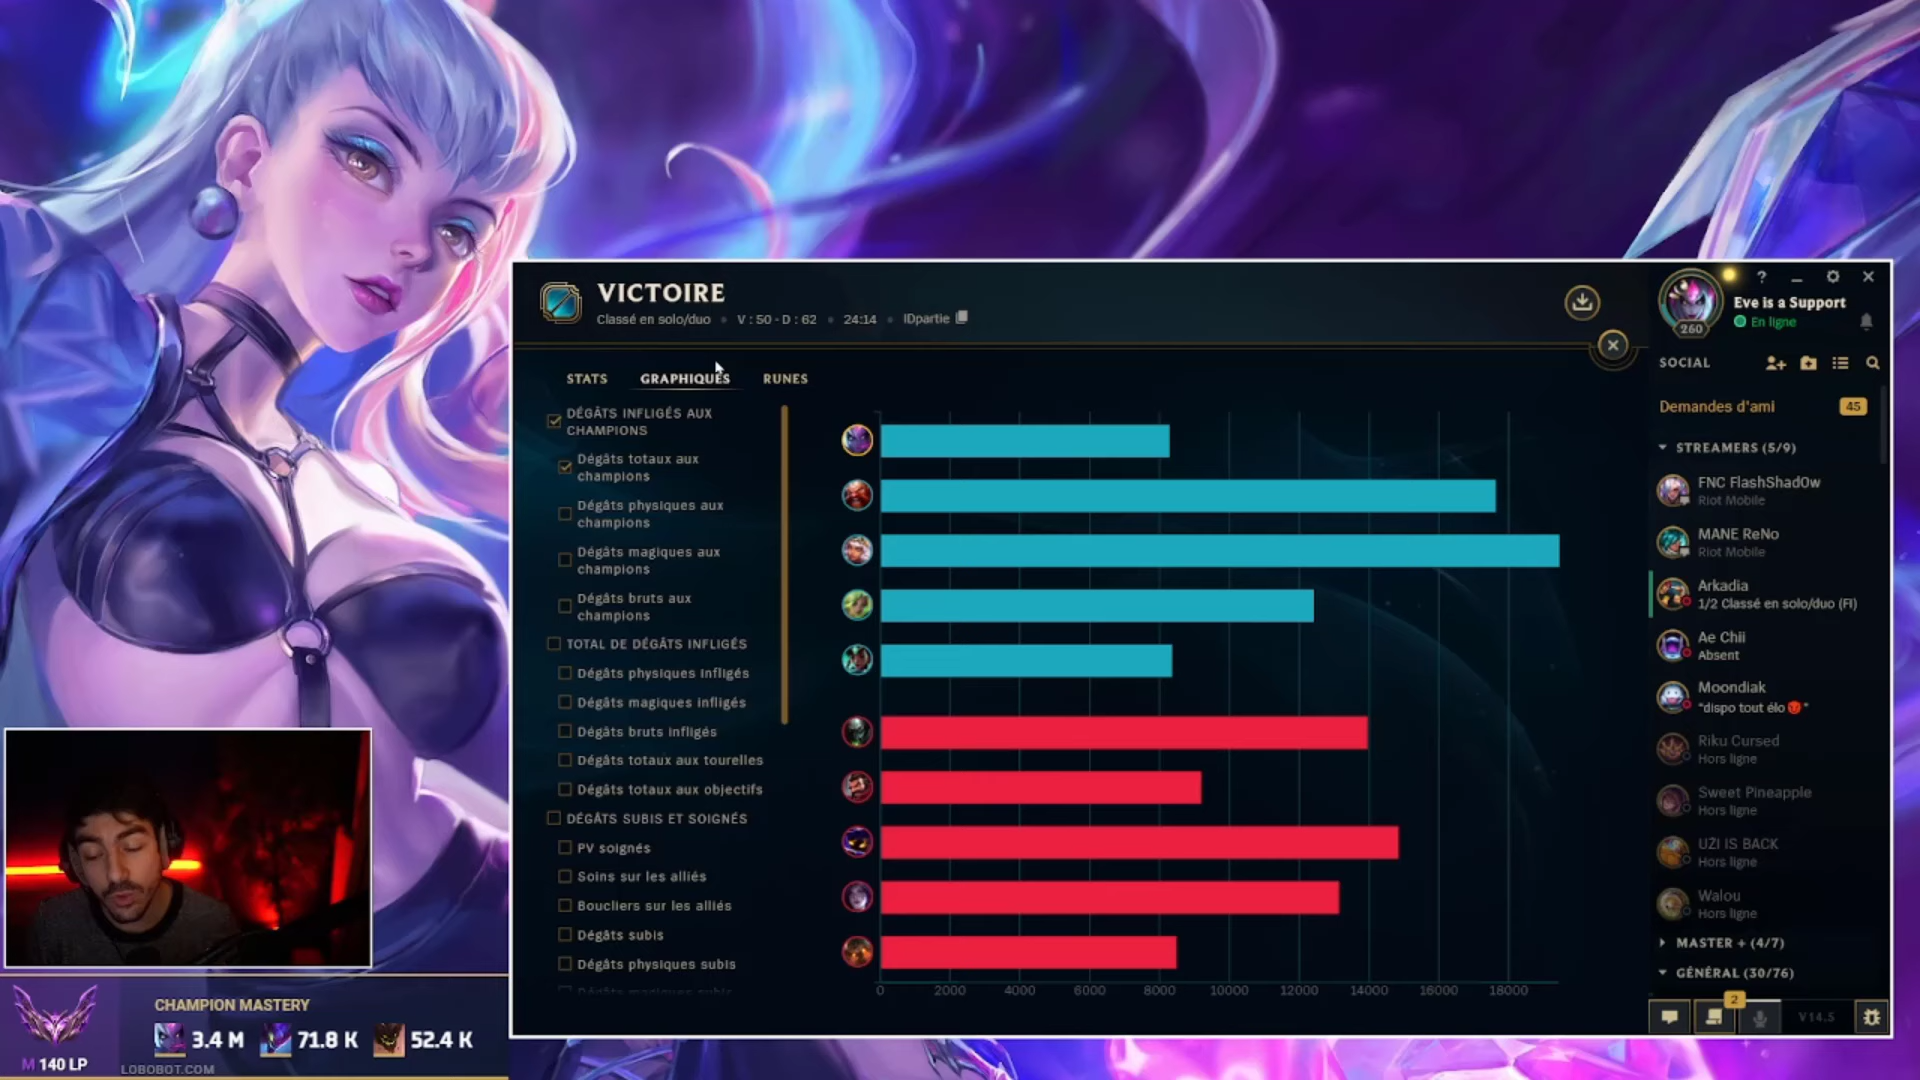 VICTOIRE
Classé en solo/duo • V : 50 - D : 62 • 24:14 • IDpartie
STATS GRAPHIQUES RUNES
DÉGÂTS INFLIGÉS AUX
CHAMPIONS
Dégâts totaux aux
champions
Dégâts physiques aux
champions
Dégâts magiques aux
champions
Dégâts bruts aux
champions
TOTAL DE DÉGÂTS INFLIGÉS
Dégâts physiques infligés
Dégâts magiques infligés
Dégâts bruts infligés
Dégâts totaux aux tourelles
Dégâts totaux aux objectifs
DÉGÂTS SUBIS ET SOIGNÉS
PV soignés
Soins sur les alliés
Boucliers sur les alliés
Dégâts subis
Dégâts physiques subis
0 2000 4000 6000 8000 10000 12000 14000 16000 18000
?
Eve is a Support
En ligne
260
SOCIAL
Demandes d'ami 45
STREAMERS (5/9)
FNC FlashShad0w
Riot Mobile
MANE ReNo
Riot Mobile
Arkadia
1/2 Classé en solo/duo (FI)
Ae Chii
Absent
Moondiak
"dispo tout élo 😡"
Riku Cursed
Hors ligne
Sweet Pineapple
Hors ligne
UZI IS BACK
Hors ligne
Walou
Hors ligne
MASTER + (4/7)
GÉNÉRAL (30/76)
2
V14.5
CHAMPION MASTERY
3.4 M 71.8 K 52.4 K
M 140 LP
LOBOBOT.COM